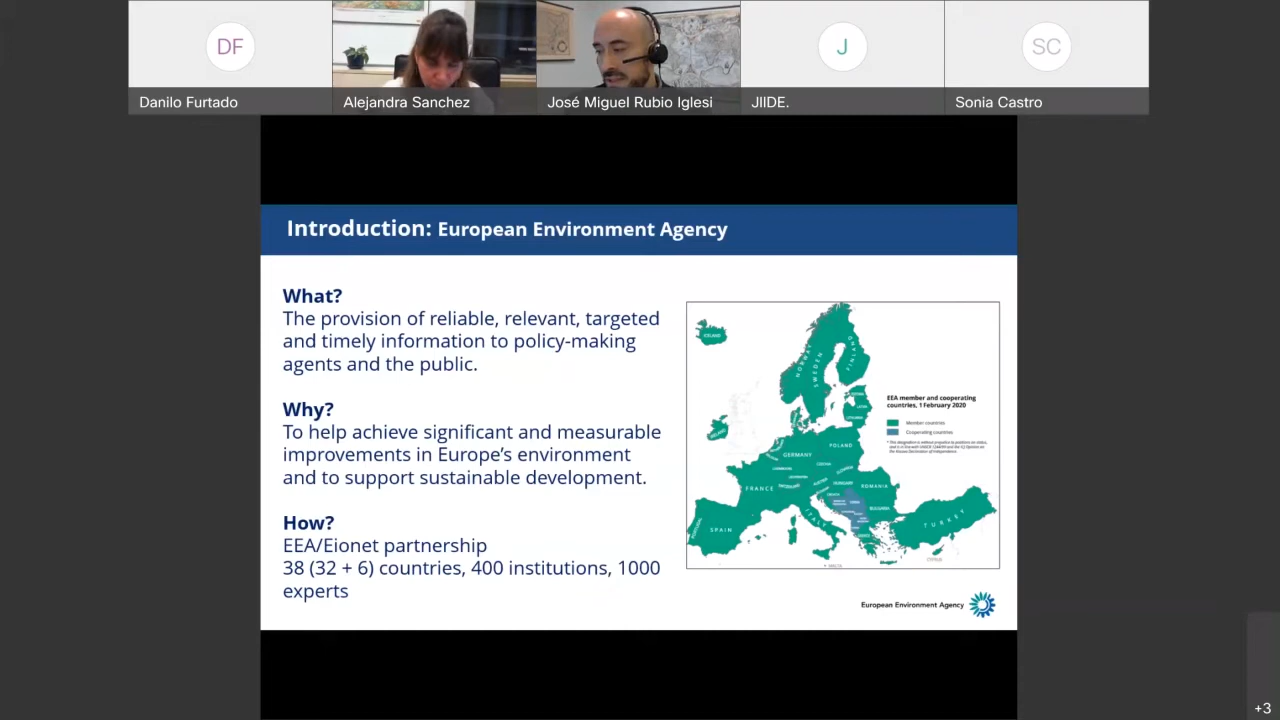 DF
J
SC
Danilo Furtado
Alejandra Sanchez
José Miguel Rubio Iglesi
JIIDE.
Sonia Castro
Introduction: European Environment Agency
What?
The provision of reliable, relevant, targeted
and timely information to policy-making
agents and the public.
Why?
To help achieve significant and measurable
improvements in Europe's environment
and to support sustainable development.
How?
EEA/Eionet partnership
38 (32 + 6) countries, 400 institutions, 1000
experts
ICELAND
NORWAY
SWEDEN
FINLAND
EEA member and cooperating
countries, 1 February 2020
Member countries
Cooperating countries
IRELAND
POLAND
GERMANY
FRANCE
ROMANIA
BULGARIA
ITALY
SPAIN
PORTUGAL
TURKEY
CYPRUS
MALTA
European Environment Agency
+3